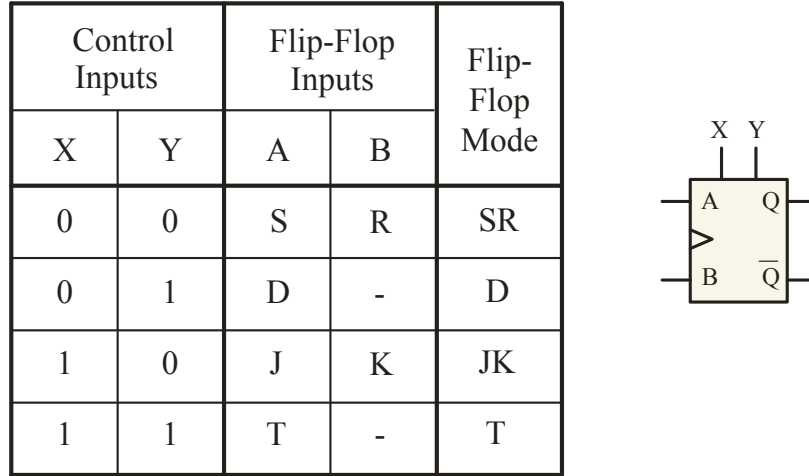 Control
Inputs
Flip-Flop
Inputs
Flip-
Flop
Mode
X Y A B
0 0 S R SR
0 1 D - D
1 0 J K JK
1 1 T - T
X Y
A Q
B Q̅